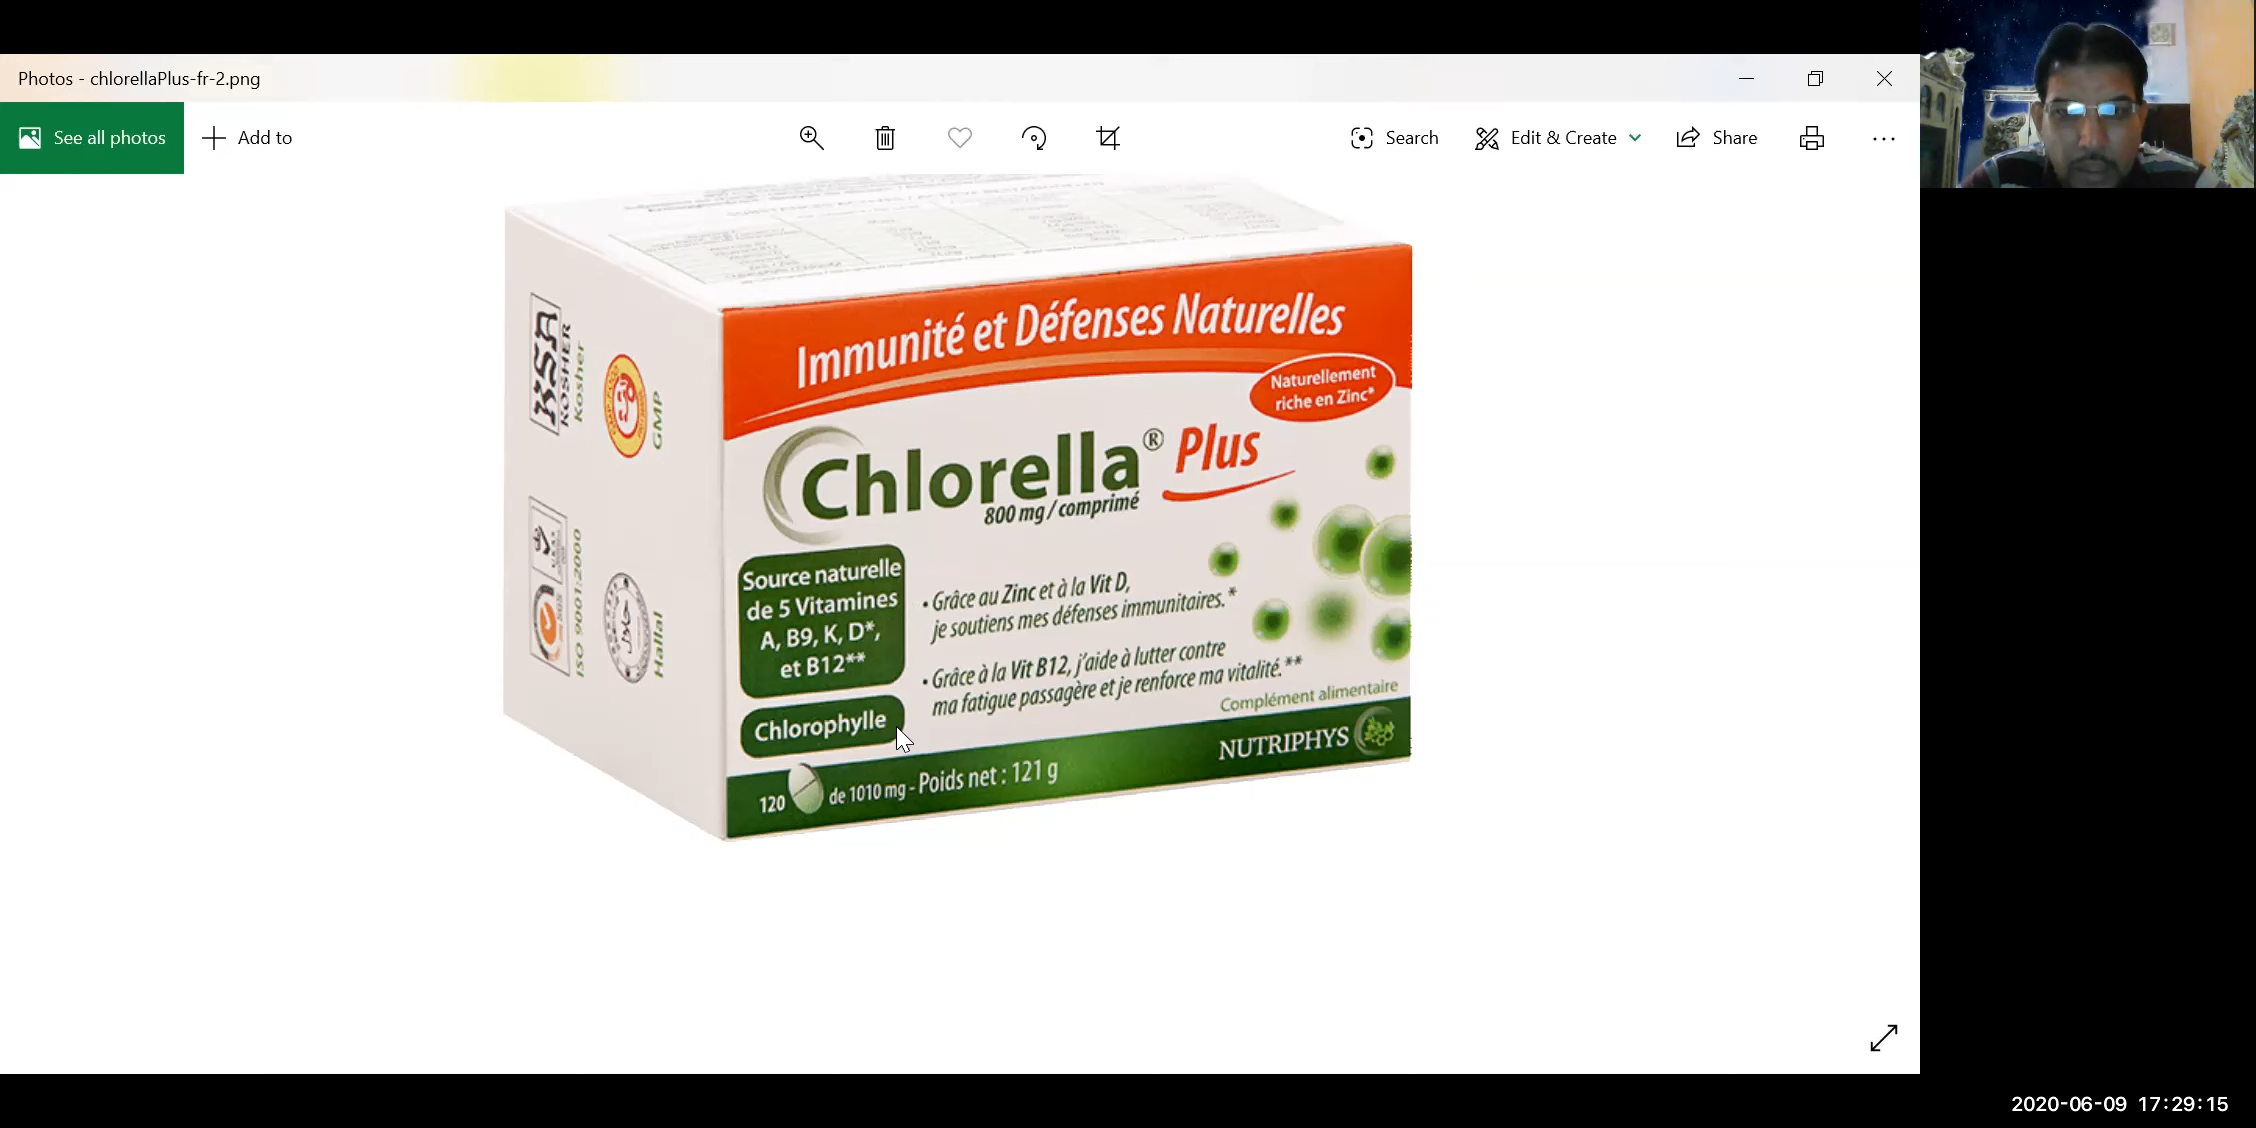 Photos - chlorellaPlus-fr-2.png
See all photos
Add to
Search
Edit & Create
Share
Immunité et Défenses Naturelles
Naturellement
riche en Zinc*
Chlorella® Plus
800 mg/comprimé
Source naturelle
de 5 Vitamines
A, B9, K, D*,
et B12**
• Grâce au Zinc et à la Vit D,
je soutiens mes défenses immunitaires.*
• Grâce à la Vit B12, j'aide à lutter contre
ma fatigue passagère et je renforce ma vitalité.**
Complément alimentaire
Chlorophylle
NUTRIPHYS
120 de 1010 mg - Poids net : 121 g
KSA
KOSHER
Kosher
GMP
ISO 9001:2000
Hallal
2020-06-09 17:29:15